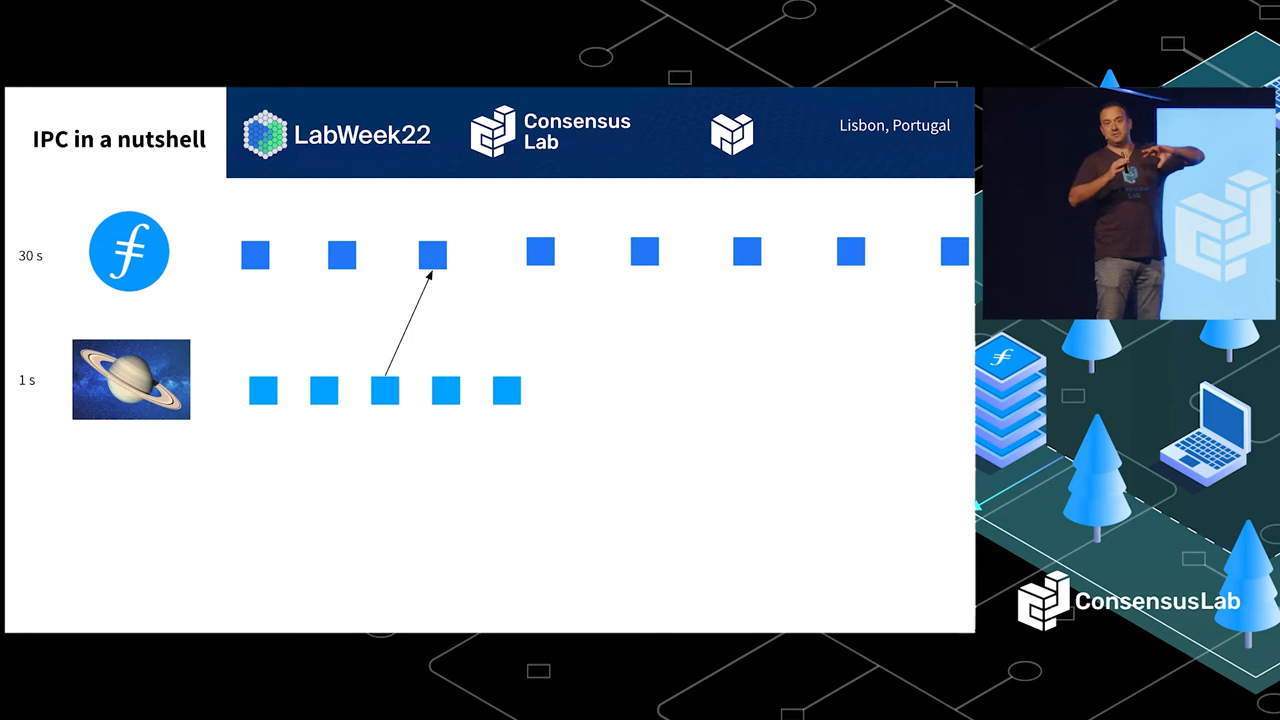 IPC in a nutshell
LabWeek22
Consensus
Lab
Lisbon, Portugal
30 s
1 s
ConsensusLab